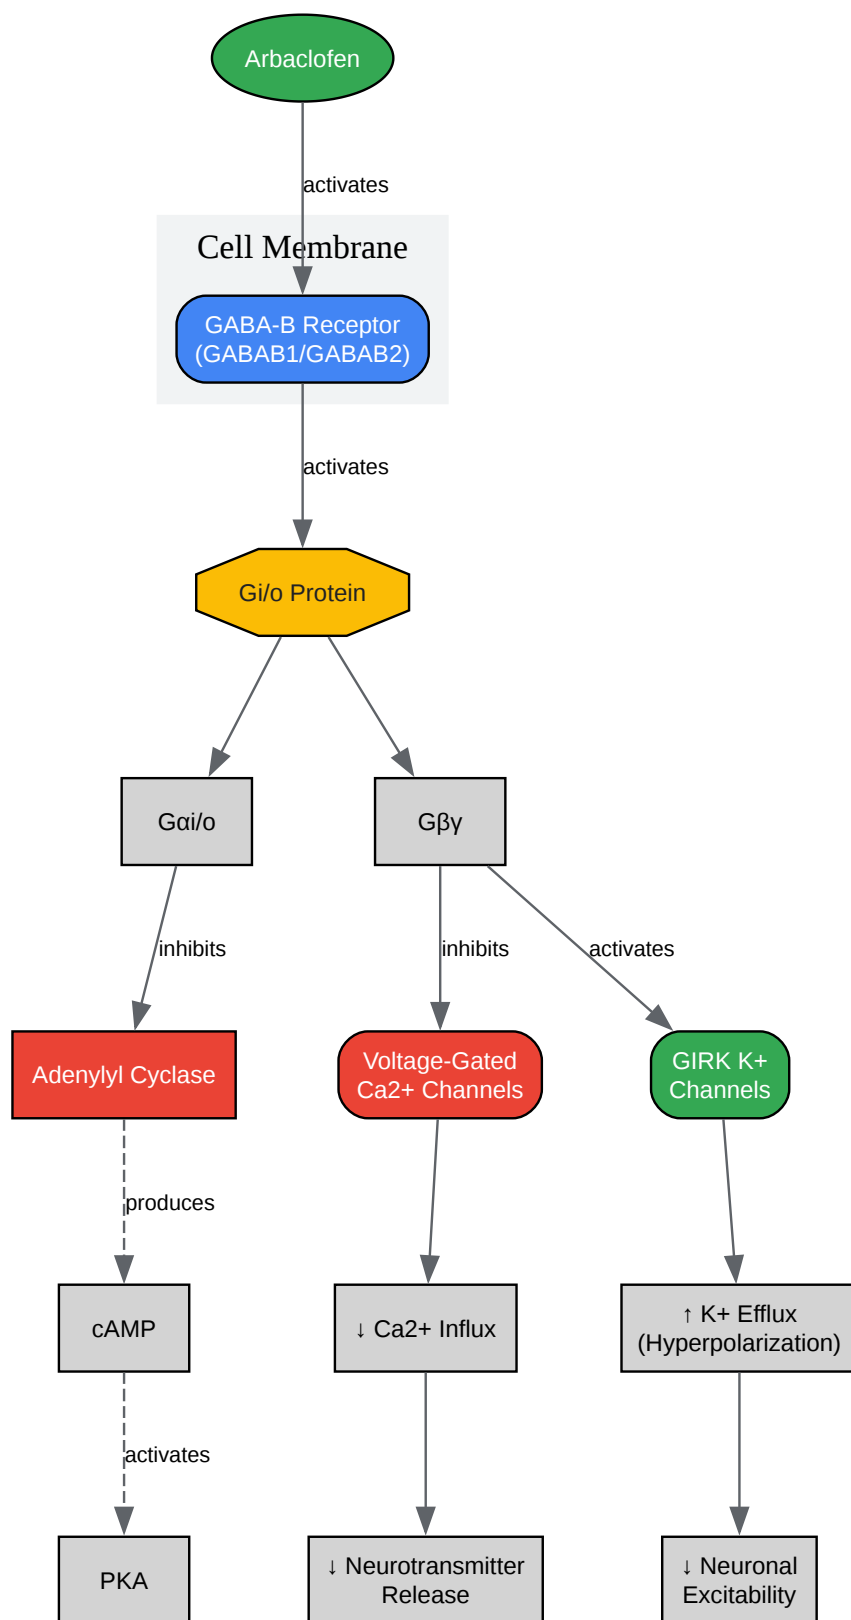 Arbaclofen
activates
Cell Membrane
GABA-B Receptor
(GABAB1/GABAB2)
activates
Gi/o Protein
Gαi/o
Gβγ
inhibits
inhibits
activates
Adenylyl Cyclase
Voltage-Gated
Ca2+ Channels
GIRK K+
Channels
produces
cAMP
↓ Ca2+ Influx
↑ K+ Efflux
(Hyperpolarization)
activates
PKA
↓ Neurotransmitter
Release
↓ Neuronal
Excitability